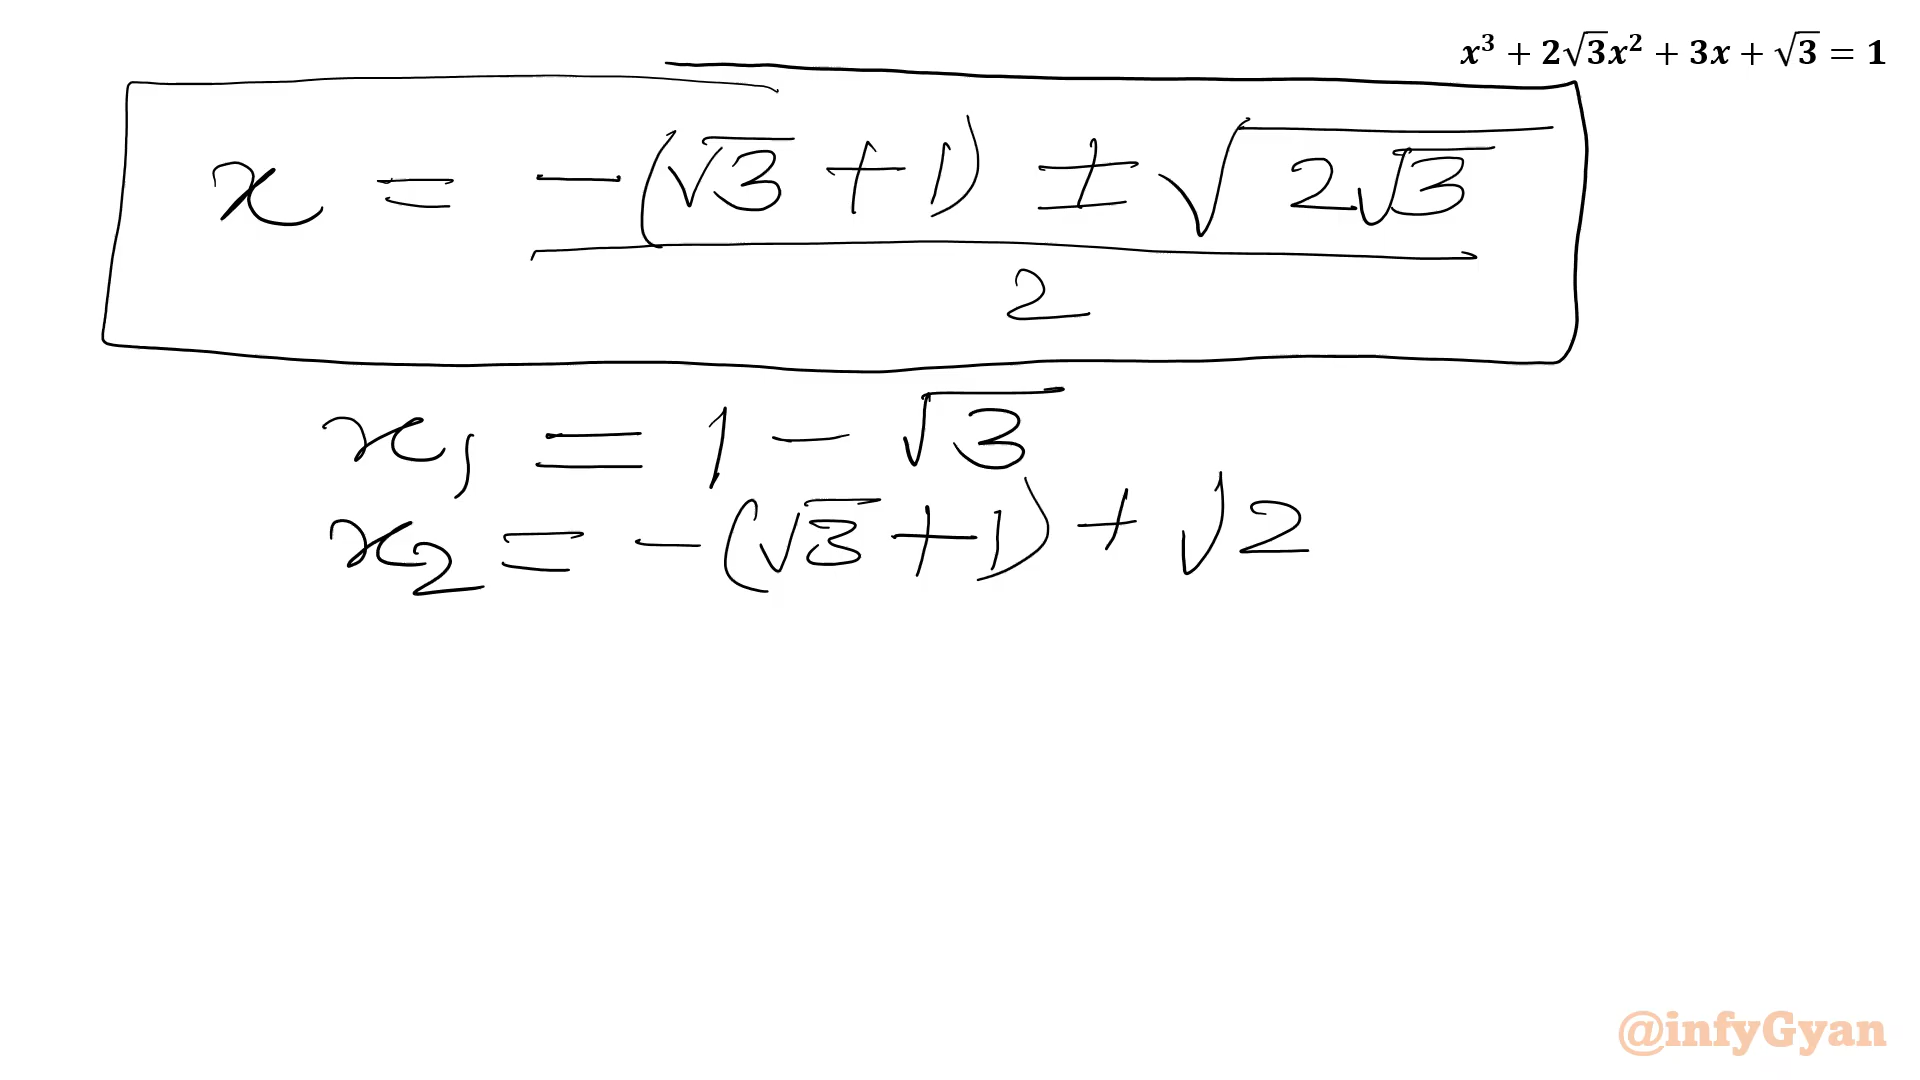 x³ + 2√3x² + 3x + √3 = 1
x = (-(√3 + 1) ± √(2√3)) / 2
x₁ = 1 - √3
x₂ = -(√3 + 1) + √2
@infyGyan